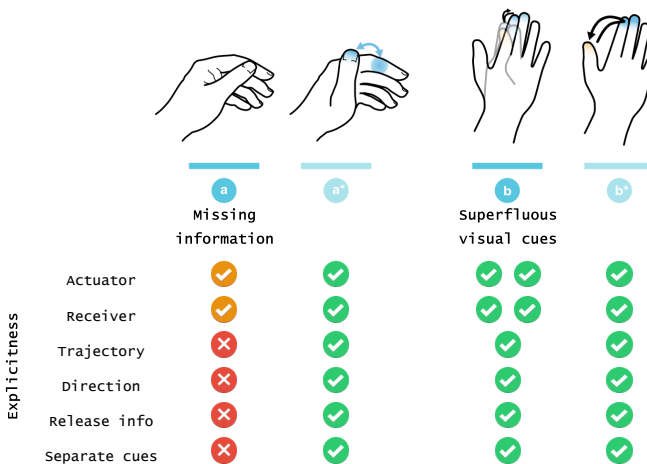 a
a*
b
b*
Missing
information
Superfluous
visual cues
Explicitness
Actuator
Receiver
Trajectory
Direction
Release info
Separate cues